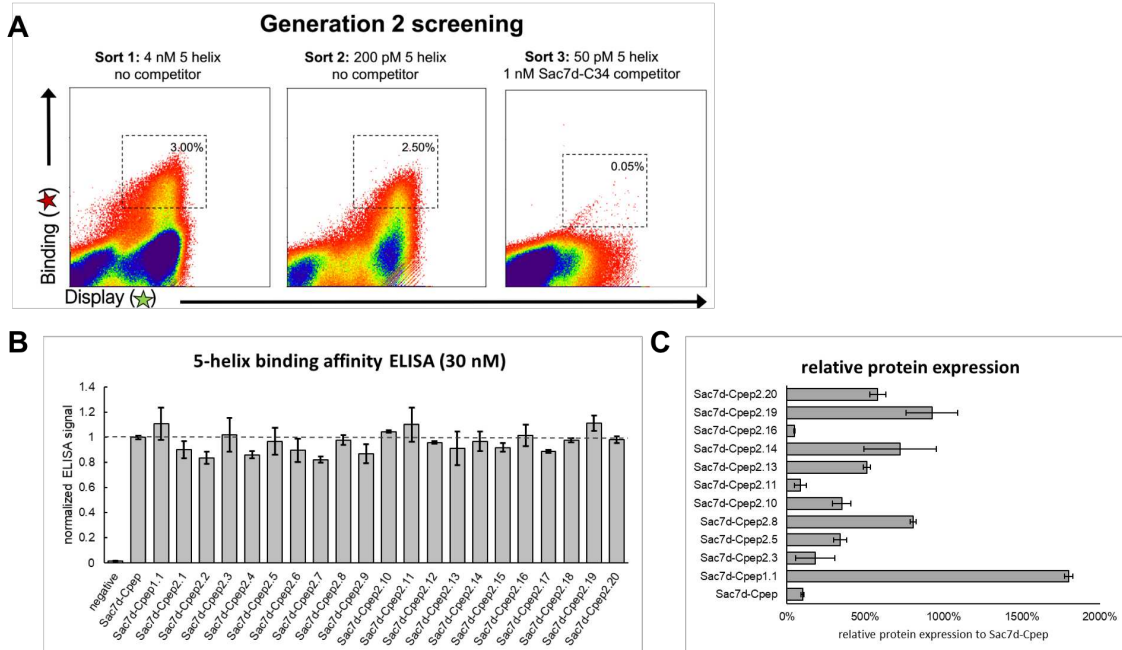 A
Generation 2 screening
Sort 1: 4 nM 5 helix
no competitor
Sort 2: 200 pM 5 helix
no competitor
Sort 3: 50 pM 5 helix
1 nM Sac7d-C34 competitor
3.00%
2.50%
0.05%
Binding (★)
Display (★)
B
5-helix binding affinity ELISA (30 nM)
normalized ELISA signal
1.4
1.2
1
0.8
0.6
0.4
0.2
0
negative
Sac7d-Cpep
Sac7d-Cpep1.1
Sac7d-Cpep2.1
Sac7d-Cpep2.2
Sac7d-Cpep2.3
Sac7d-Cpep2.4
Sac7d-Cpep2.5
Sac7d-Cpep2.6
Sac7d-Cpep2.7
Sac7d-Cpep2.8
Sac7d-Cpep2.9
Sac7d-Cpep2.10
Sac7d-Cpep2.11
Sac7d-Cpep2.12
Sac7d-Cpep2.13
Sac7d-Cpep2.14
Sac7d-Cpep2.15
Sac7d-Cpep2.16
Sac7d-Cpep2.17
Sac7d-Cpep2.18
Sac7d-Cpep2.19
Sac7d-Cpep2.20
C
relative protein expression
Sac7d-Cpep2.20
Sac7d-Cpep2.19
Sac7d-Cpep2.16
Sac7d-Cpep2.14
Sac7d-Cpep2.13
Sac7d-Cpep2.11
Sac7d-Cpep2.10
Sac7d-Cpep2.8
Sac7d-Cpep2.5
Sac7d-Cpep2.3
Sac7d-Cpep1.1
Sac7d-Cpep
0% 500% 1000% 1500% 2000%
relative protein expression to Sac7d-Cpep